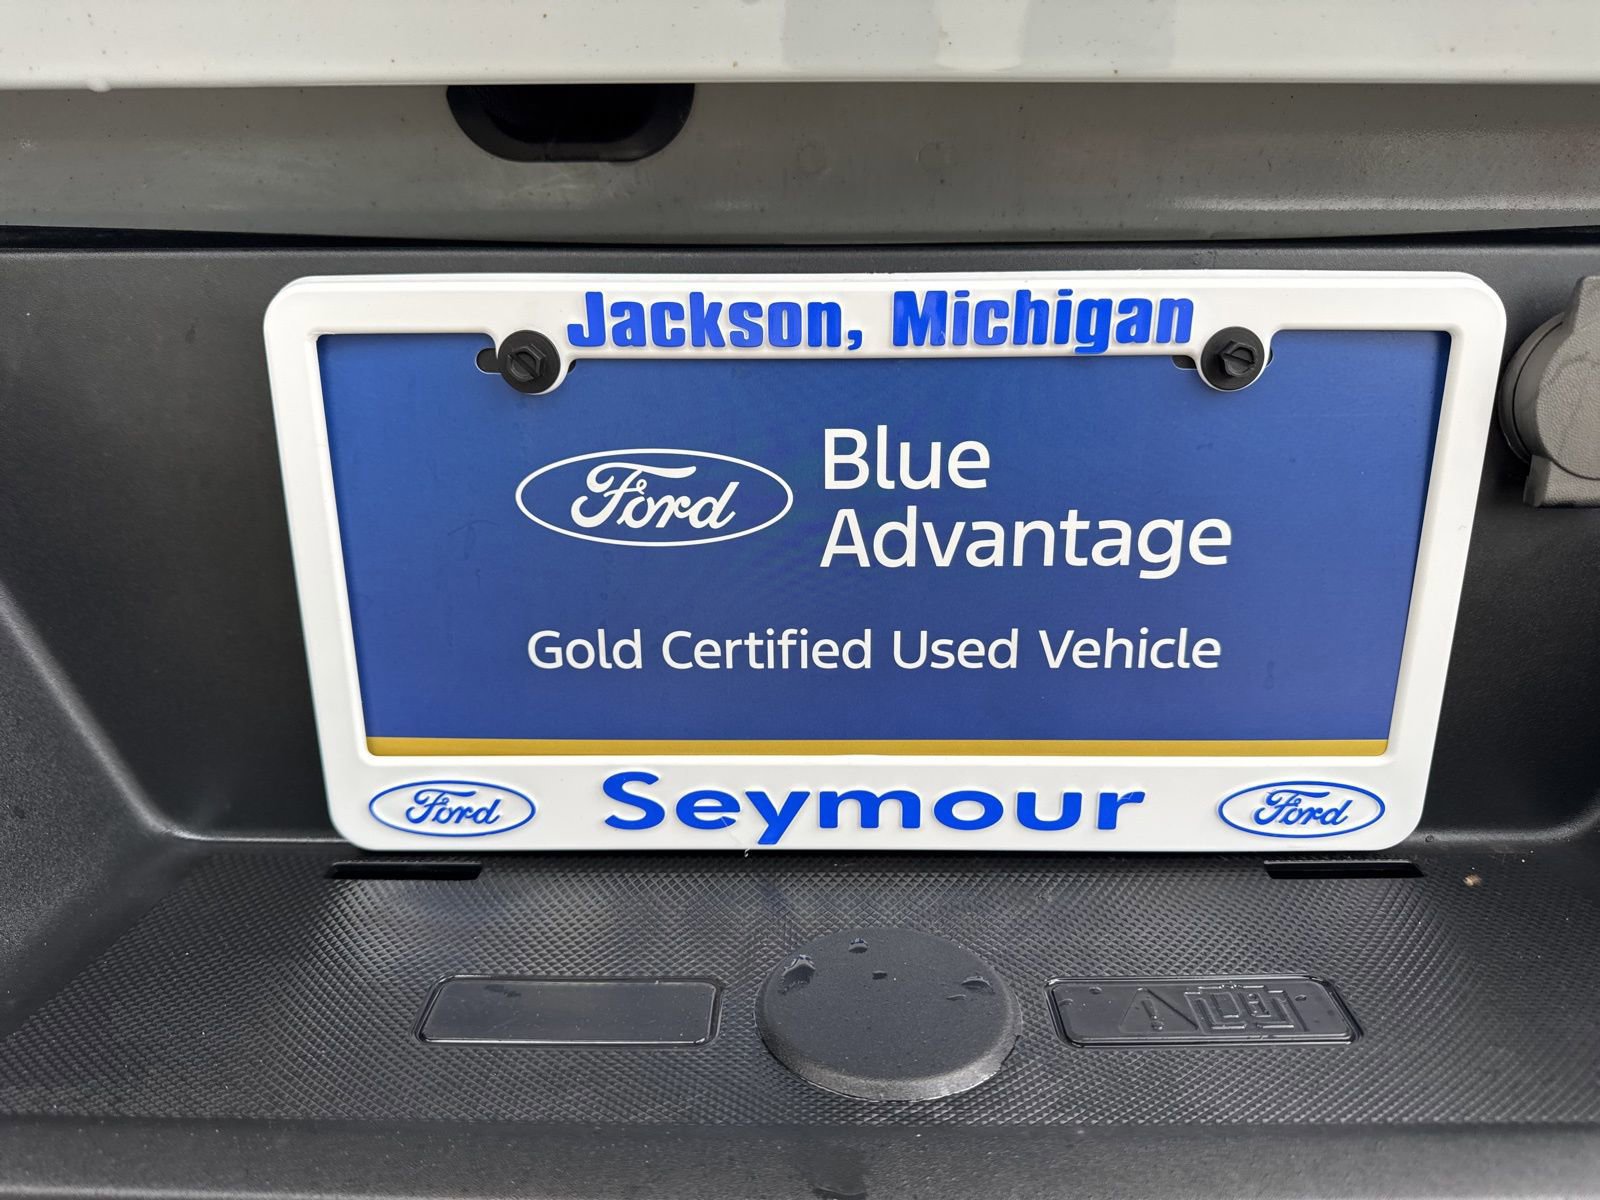 Jackson, Michigan
Ford
Blue
Advantage
Gold Certified Used Vehicle
Ford
Seymour
Ford